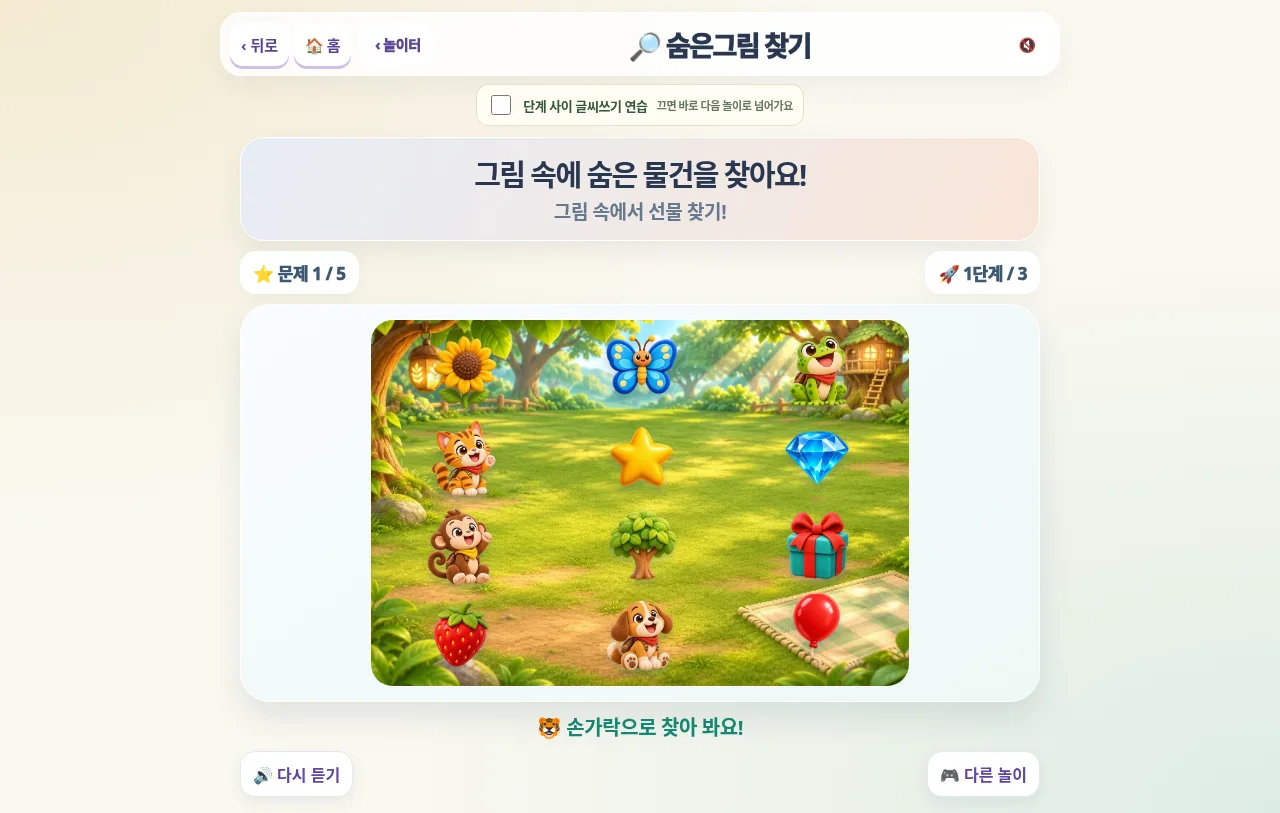 ‹ 뒤로
🏠 홈
‹ 놀이터
🔎 숨은그림 찾기
단계 사이 글씨쓰기 연습 끄면 바로 다음 놀이로 넘어가요
그림 속에 숨은 물건을 찾아요!
그림 속에서 선물 찾기!
⭐ 문제 1 / 5
🚀 1단계 / 3
🐯 손가락으로 찾아 봐요!
🔊 다시 듣기
🎮 다른 놀이